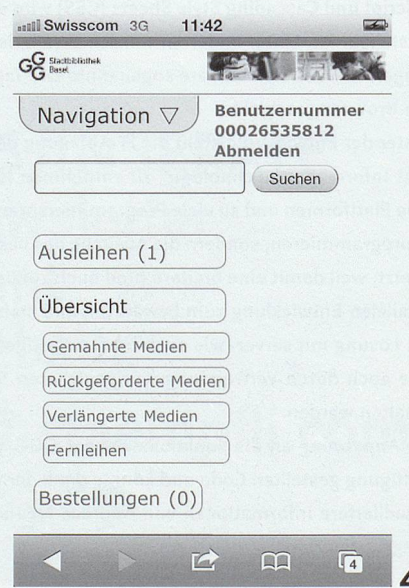 Swisscom 3G 11:42
GGG Stadtbibliothek
Basel
Navigation ▽
Benutzernummer
00026535812
Abmelden
Suchen
Ausleihen (1)
Übersicht
Gemahnte Medien
Rückgeforderte Medien
Verlängerte Medien
Fernleihen
Bestellungen (0)
4